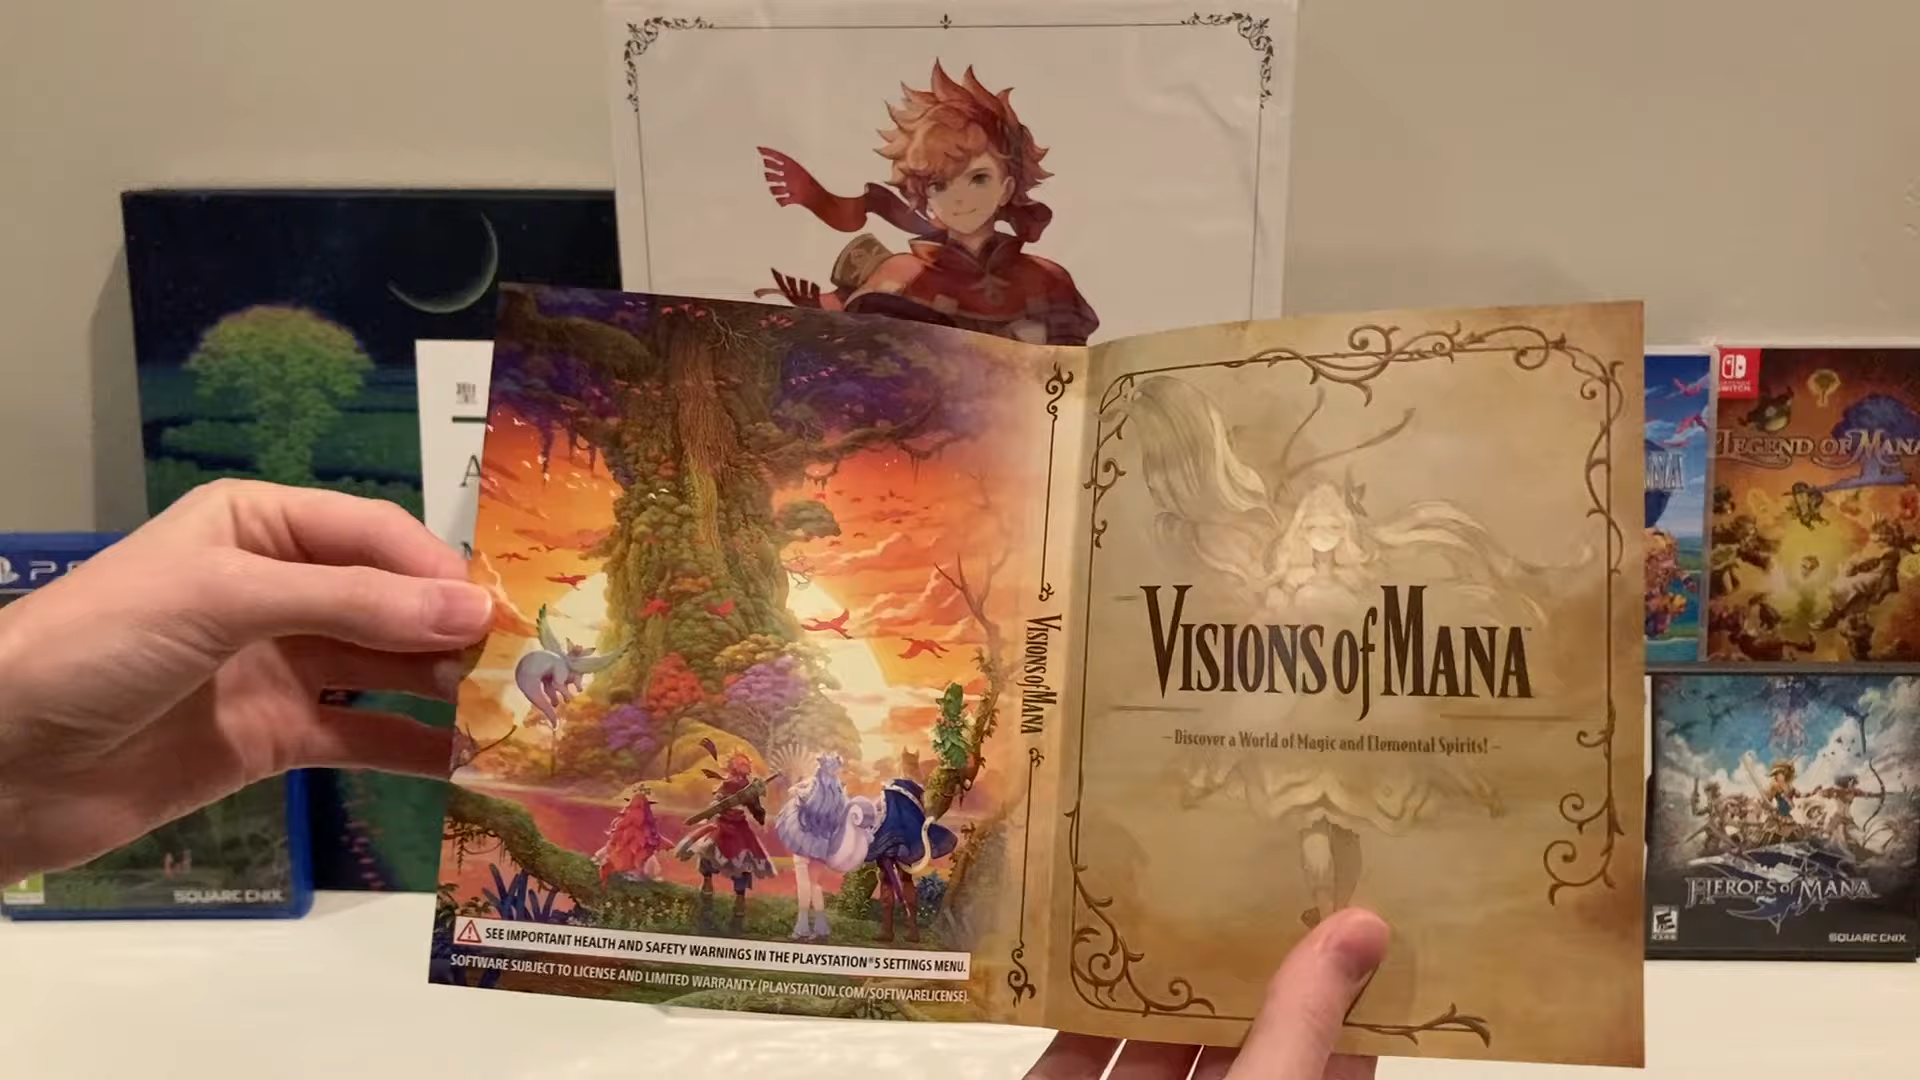 SEE IMPORTANT HEALTH AND SAFETY WARNINGS IN THE PLAYSTATION®5 SETTINGS MENU.
SOFTWARE SUBJECT TO LICENSE AND LIMITED WARRANTY (PLAYSTATION.COM/SOFTWARELICENSE).
VISIONS of MANA
VISIONS of MANA™
– Discover a World of Magic and Elemental Spirits! –
SQUARE ENIX
LEGEND OF MANA
HEROES of MANA
SQUARE ENIX